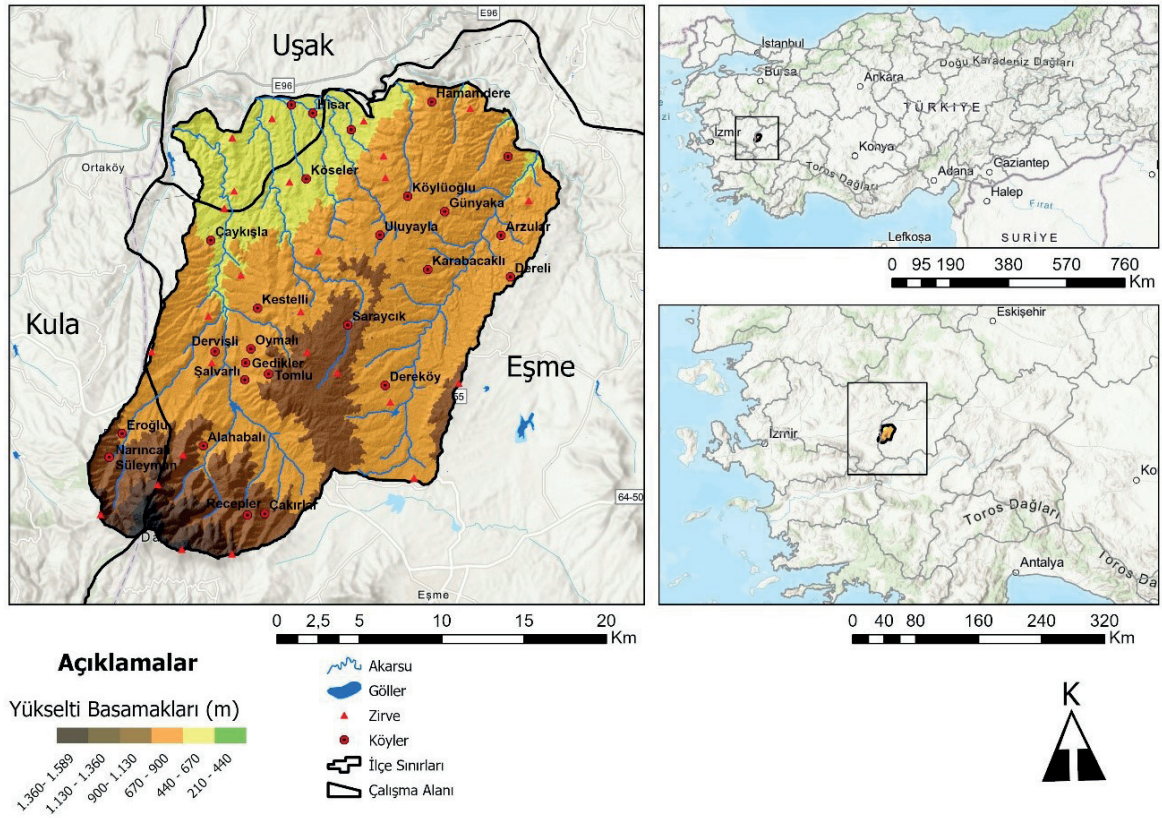 Uşak
E96
E96
Hamamdere
Hisar
Ortaköy
Köseler
Köylüoğlu
Günyaka
Çaykışla
Uluyayla
Arzular
Karabacaklı
Dereli
Kula
Kestelli
Saraycık
Dervişli
Oymalı
Gedikler
Şalvarlı
Tomlu
Eşme
Dereköy
55
Eroğlu
Alahabalı
Narıncalı
Süleyman
Recepler
Çakırlar
64-50
Da
Eşme
0 2,5 5 10 15 20
Km
İstanbul
Bursa
Ankara
Doğu Karadeniz Dağları
TÜRKİYE
İzmir
Konya
Toros Dağları
Adana
Gaziantep
Halep
Fırat
Lefkoşa
SURİYE
0 95 190 380 570 760
Km
Eskişehir
İzmir
Ko
Toros Dağları
Antalya
Toros Da
0 40 80 160 240 320
Km
Açıklamalar
Yükselti Basamakları (m)
1.360- 1.589
1.130 - 1.360
900- 1.130
670 - 900
440 - 670
210 - 440
Akarsu
Göller
Zirve
Köyler
İlçe Sınırları
Çalışma Alanı
K